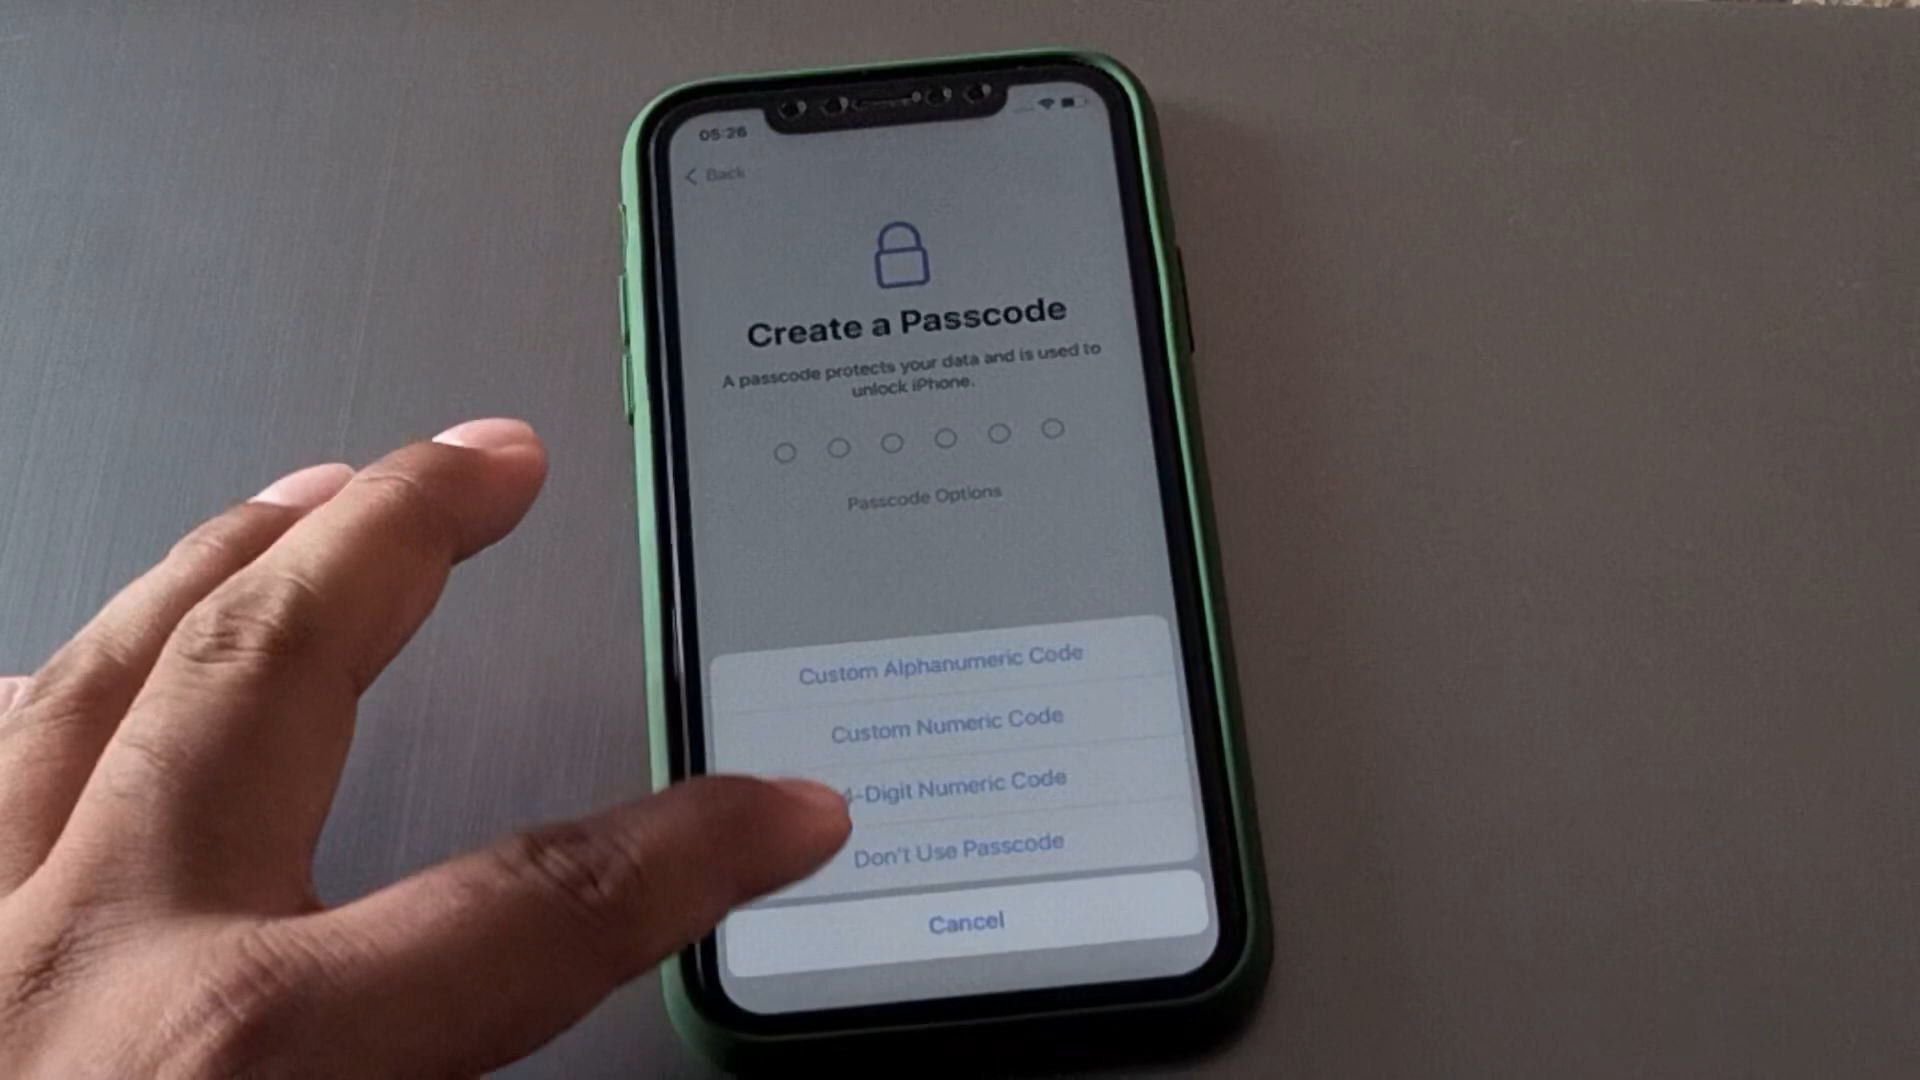 05:26
Back
Create a Passcode
A passcode protects your data and is used to
unlock iPhone.
Passcode Options
Custom Alphanumeric Code
Custom Numeric Code
4-Digit Numeric Code
Don't Use Passcode
Cancel